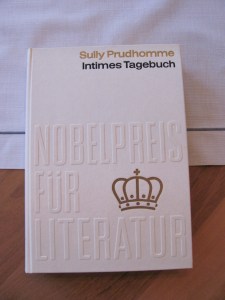 Sully Prudhomme
Intimes Tagebuch
NOBELPREIS
FÜR
LITERATUR